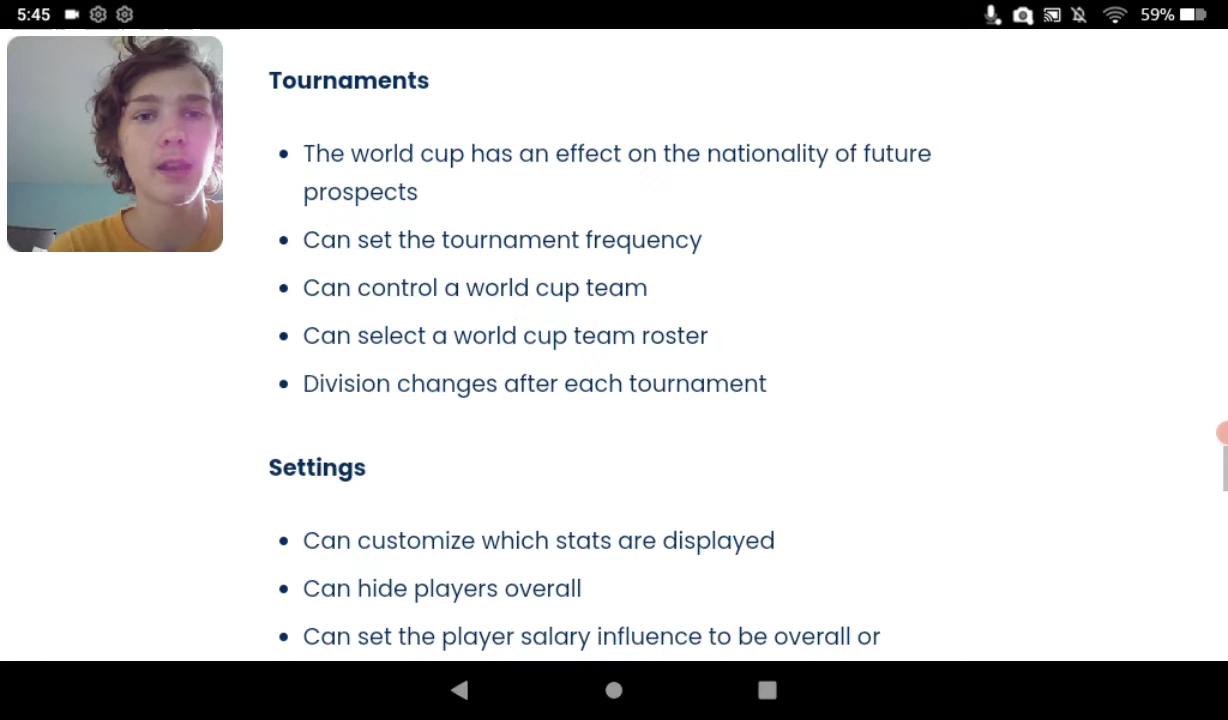 5:45
59%
Tournaments
The world cup has an effect on the nationality of future
prospects
Can set the tournament frequency
Can control a world cup team
Can select a world cup team roster
Division changes after each tournament
Settings
Can customize which stats are displayed
Can hide players overall
Can set the player salary influence to be overall or